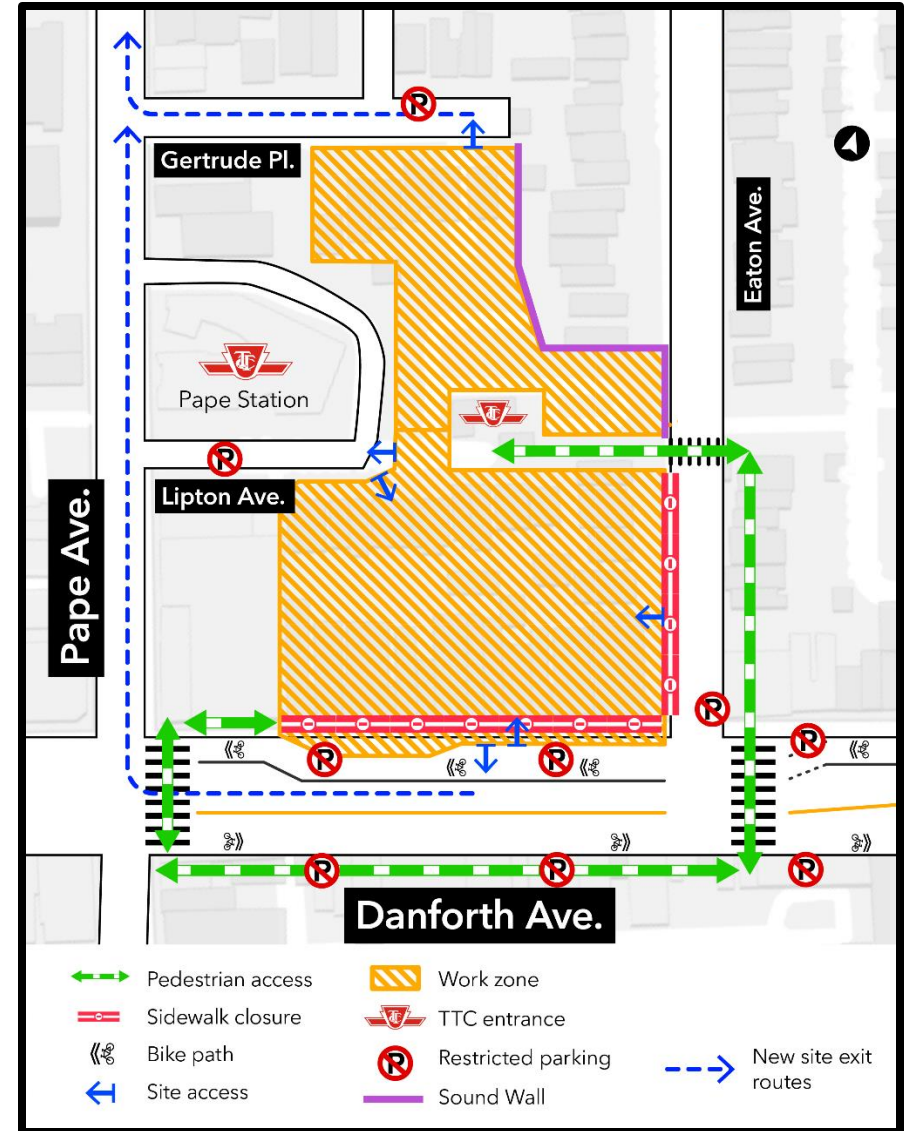 Gertrude Pl.
Eaton Ave.
Pape Station
Lipton Ave.
Pape Ave.
Danforth Ave.
Pedestrian access
Sidewalk closure
Bike path
Site access
Work zone
TTC entrance
Restricted parking
Sound Wall
New site exit
routes